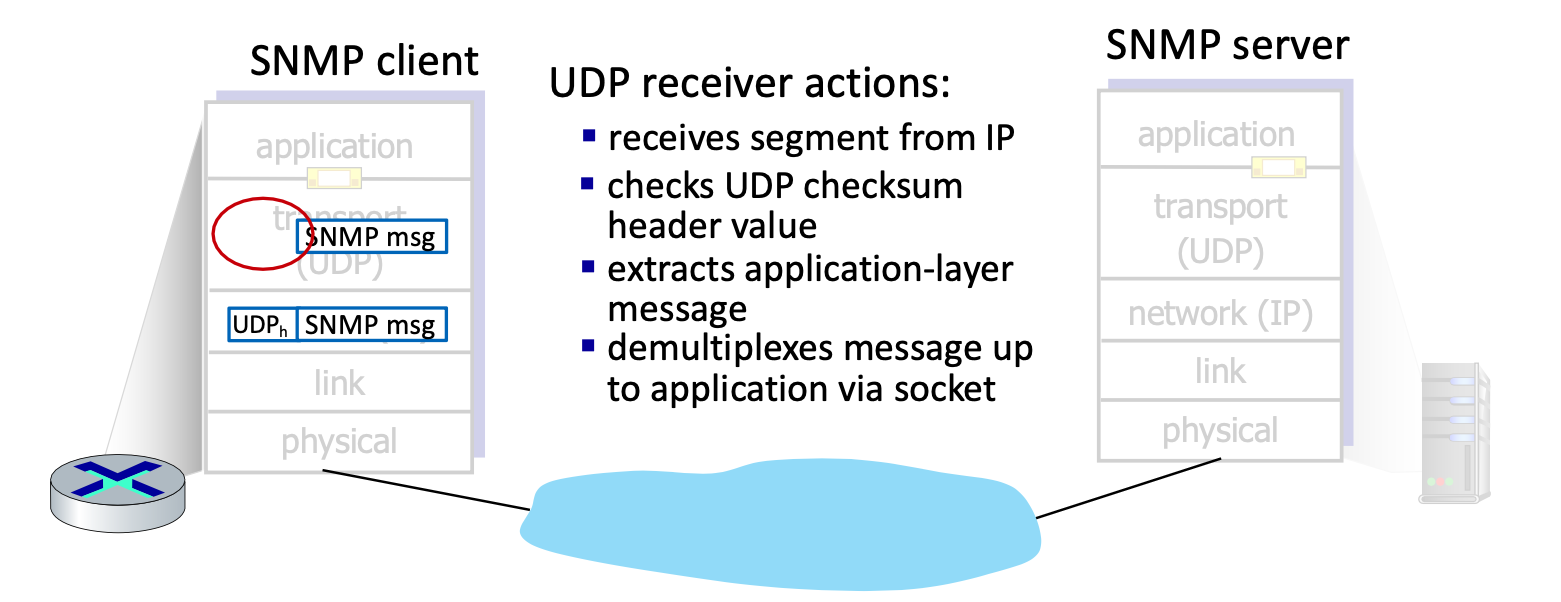 SNMP client
application
transport
SNMP msg
(UDP)
UDPh SNMP msg
link
physical
UDP receiver actions:
▪ receives segment from IP
▪ checks UDP checksum
header value
▪ extracts application-layer
message
▪ demultiplexes message up
to application via socket
SNMP server
application
transport
(UDP)
network (IP)
link
physical